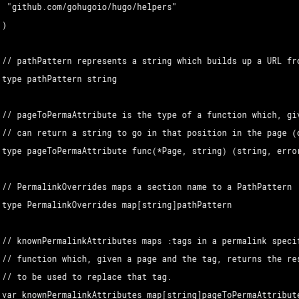 "github.com/gohugoio/hugo/helpers"
)
// pathPattern represents a string which builds up a URL fro
type pathPattern string
// pageToPermaAttribute is the type of a function which, giv
// can return a string to go in that position in the page (o
type pageToPermaAttribute func(*Page, string) (string, error
// PermalinkOverrides maps a section name to a PathPattern
type PermalinkOverrides map[string]pathPattern
// knownPermalinkAttributes maps :tags in a permalink specif
// function which, given a page and the tag, returns the res
// to be used to replace that tag.
var knownPermalinkAttributes map[string]pageToPermaAttribute